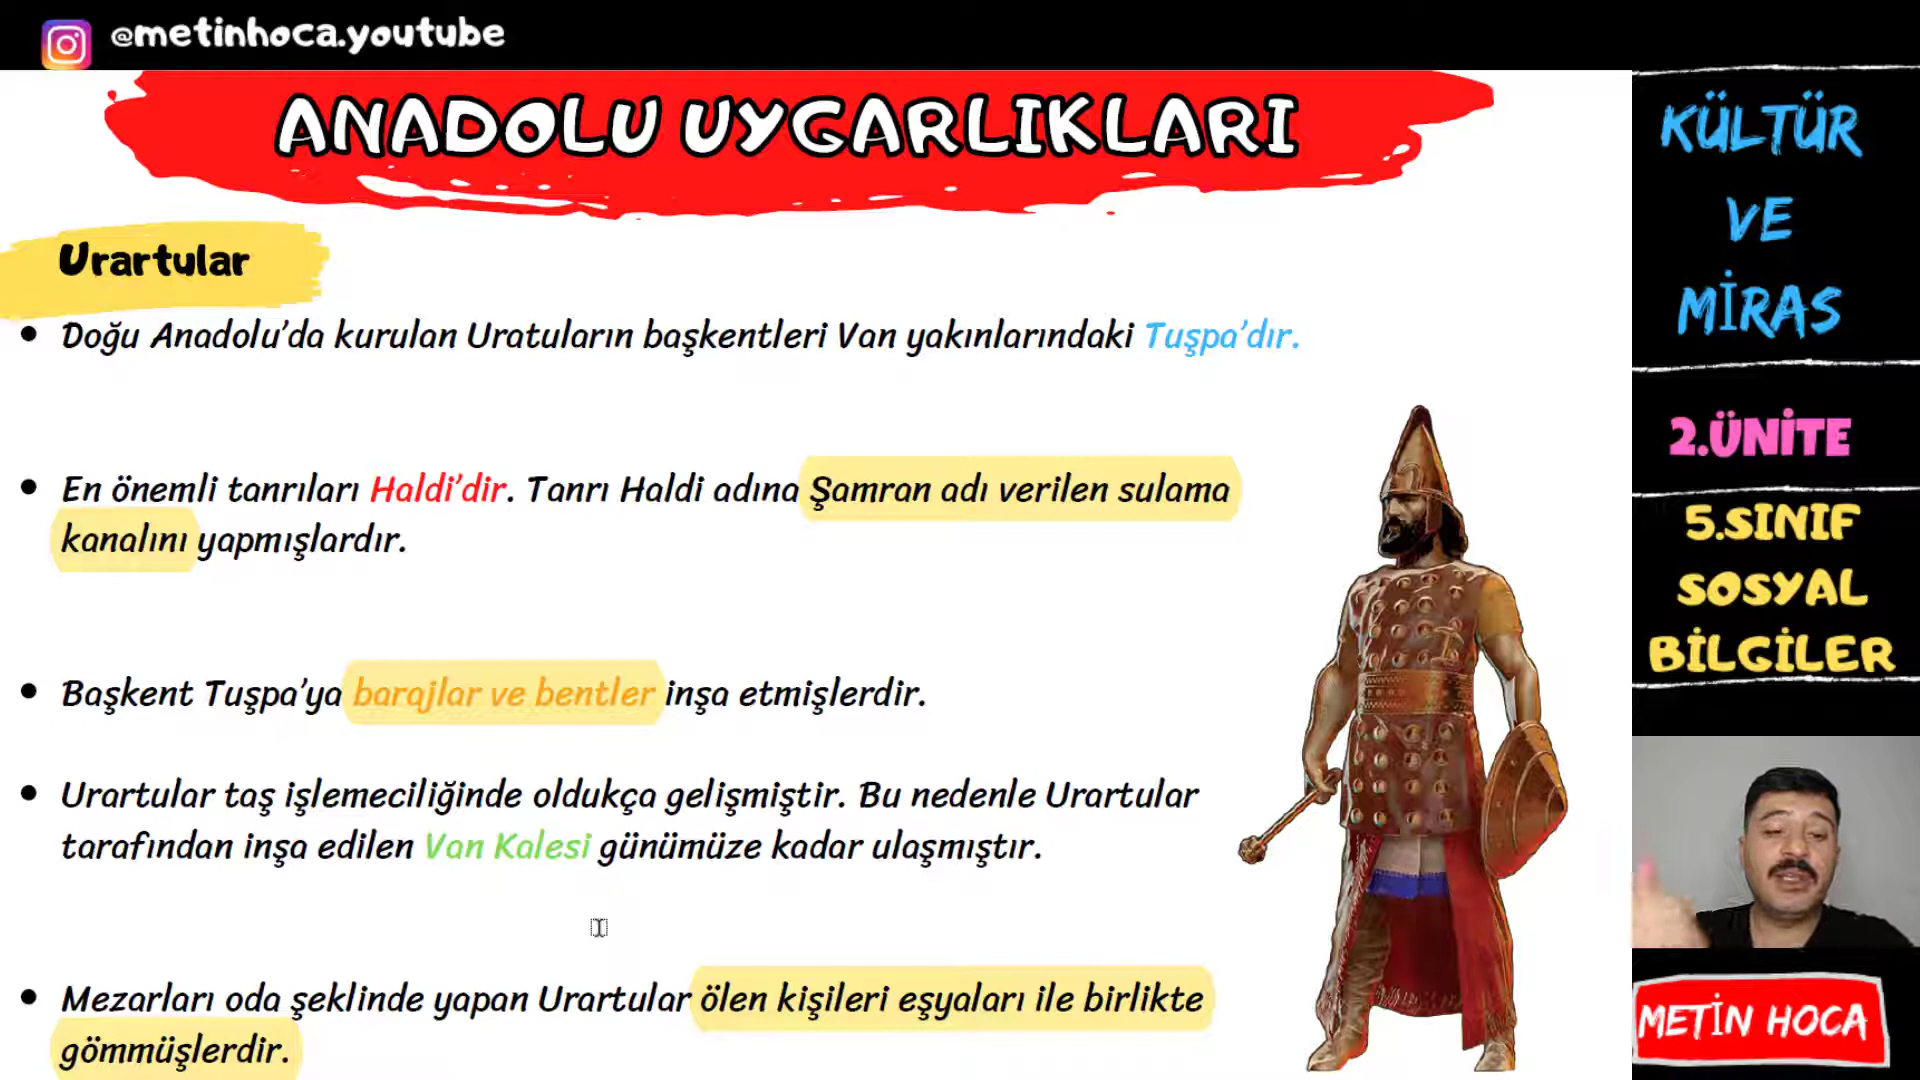 @metinhoca.youtube
ANADOLU UYGARLIKLARI
Urartular
• Doğu Anadolu’da kurulan Uratuların başkentleri Van yakınlarındaki Tuşpa’dır.
• En önemli tanrıları Haldi’dir. Tanrı Haldi adına Şamran adı verilen sulama
kanalını yapmışlardır.
• Başkent Tuşpa’ya barajlar ve bentler inşa etmişlerdir.
• Urartular taş işlemeciliğinde oldukça gelişmiştir. Bu nedenle Urartular
tarafından inşa edilen Van Kalesi günümüze kadar ulaşmıştır.
• Mezarları oda şeklinde yapan Urartular ölen kişileri eşyaları ile birlikte
gömmüşlerdir.
KÜLTÜR
VE
MİRAS
2.ÜNİTE
5.SINIF
SOSYAL
BİLGİLER
METİN HOCA